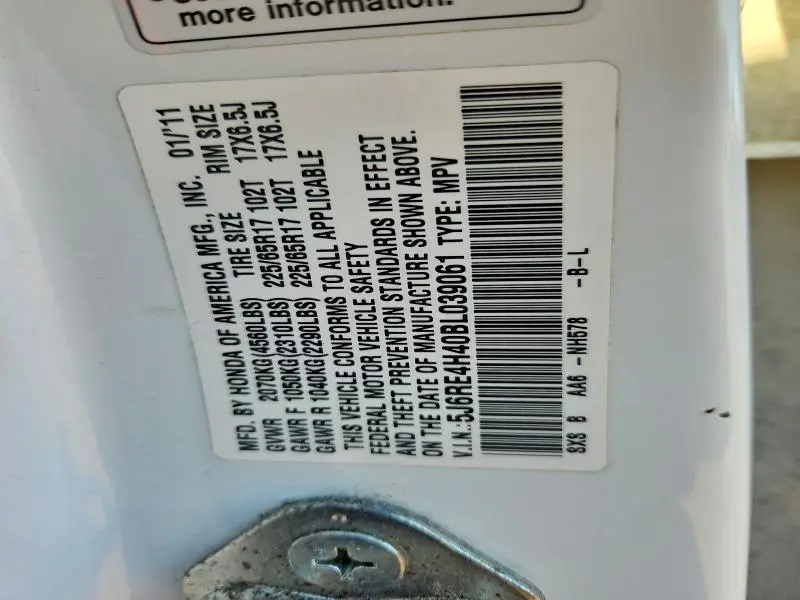 more information.
MFD. BY HONDA OF AMERICA MFG., INC. 01/'11
GVWR 2070KG(4560LBS) TIRE SIZE RIM SIZE
GAWR F 1050KG(2310LBS) 225/65R17 102T 17X6.5J
GAWR R 1040KG(2290LBS) 225/65R17 102T 17X6.5J
THIS VEHICLE CONFORMS TO ALL APPLICABLE
FEDERAL MOTOR VEHICLE SAFETY
AND THEFT PREVENTION STANDARDS IN EFFECT
ON THE DATE OF MANUFACTURE SHOWN ABOVE.
V.I.N.: 5J6RE4H40BL039061 TYPE: MPV
SXS B AA6 -NH578 -B-L